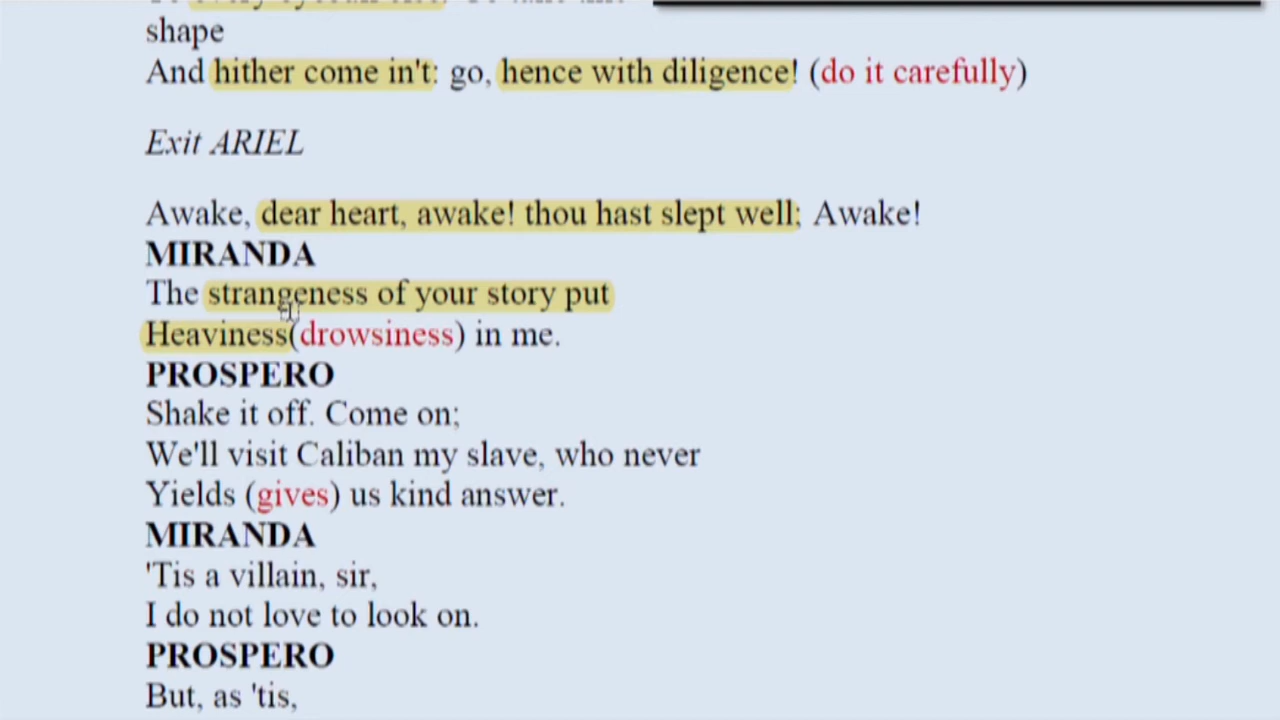 shape
And hither come in't: go, hence with diligence! (do it carefully)
Exit ARIEL
Awake, dear heart, awake! thou hast slept well; Awake!
MIRANDA
The strangeness of your story put
Heaviness(drowsiness) in me.
PROSPERO
Shake it off. Come on;
We'll visit Caliban my slave, who never
Yields (gives) us kind answer.
MIRANDA
'Tis a villain, sir,
I do not love to look on.
PROSPERO
But, as 'tis,